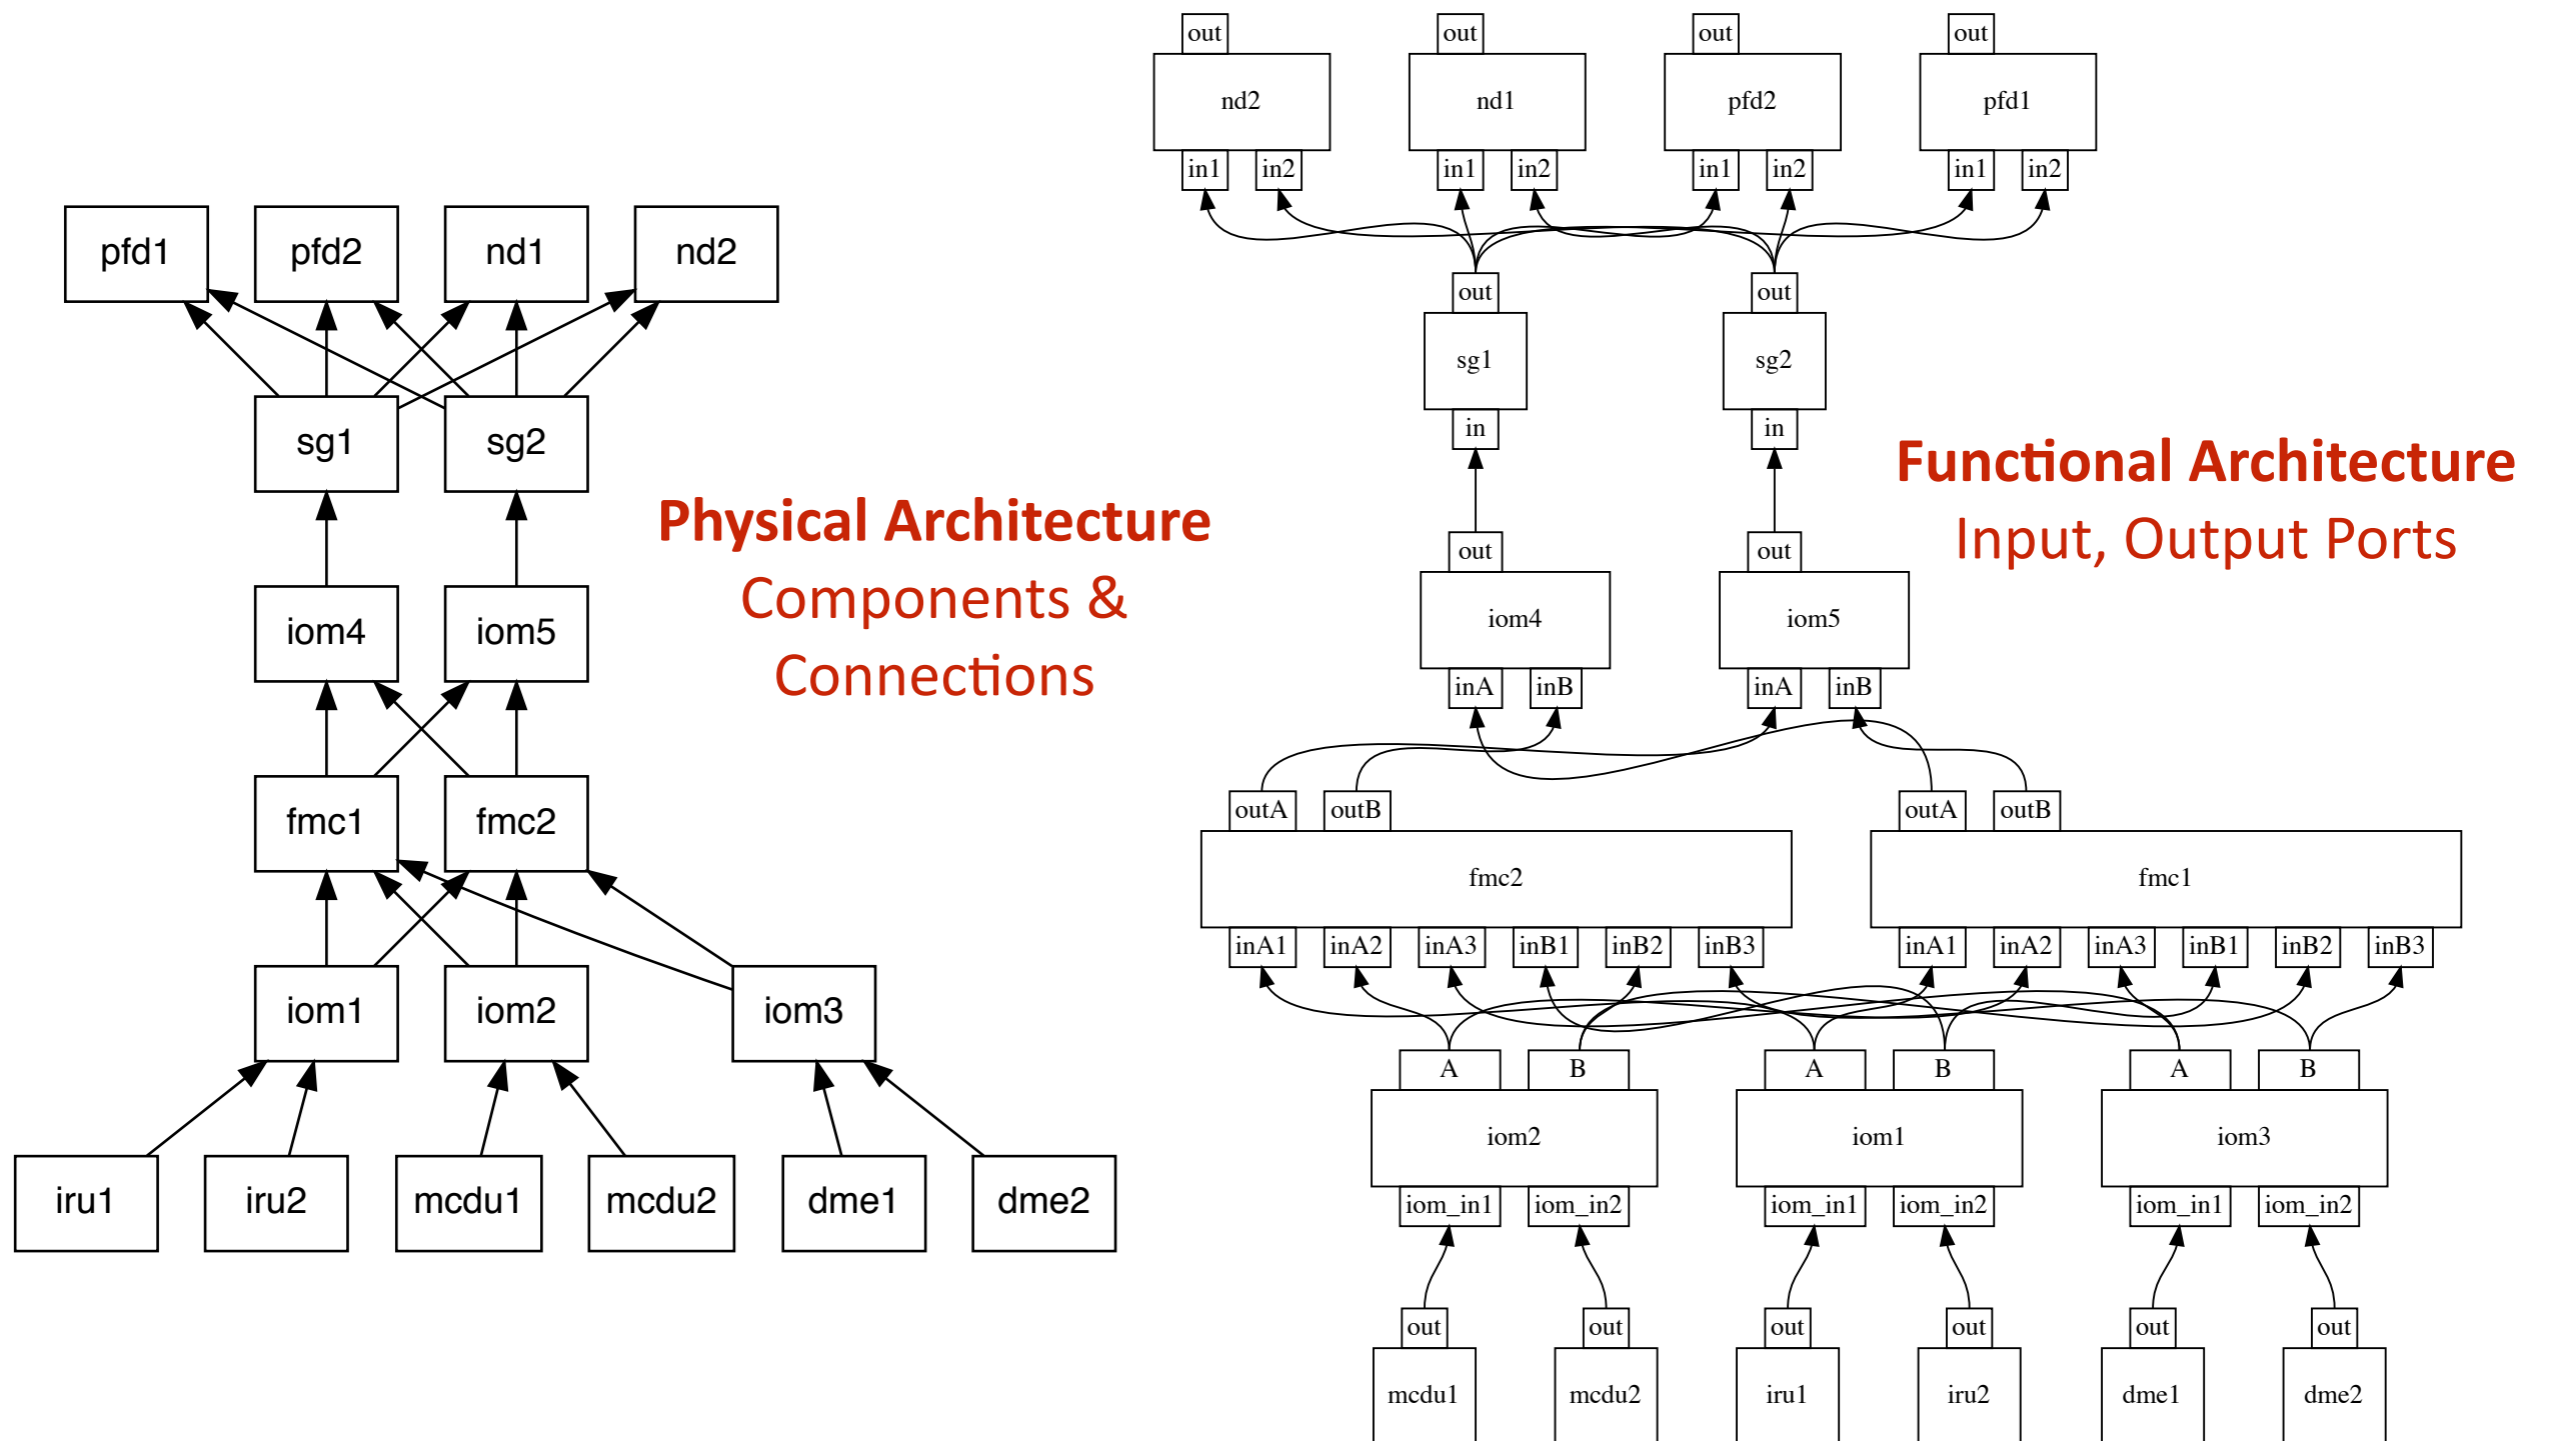 pfd1 pfd2 nd1 nd2
sg1 sg2
iom4 iom5
fmc1 fmc2
iom1 iom2 iom3
iru1 iru2 mcdu1 mcdu2 dme1 dme2
Physical Architecture
Components &
Connections
out out out out
nd2 nd1 pfd2 pfd1
in1 in2 in1 in2 in1 in2 in1 in2
out out
sg1 sg2
in in
out out
iom4 iom5
inA inB inA inB
outA outB outA outB
fmc2 fmc1
inA1 inA2 inA3 inB1 inB2 inB3 inA1 inA2 inA3 inB1 inB2 inB3
A B A B A B
iom2 iom1 iom3
iom_in1 iom_in2 iom_in1 iom_in2 iom_in1 iom_in2
out out out out out out
mcdu1 mcdu2 iru1 iru2 dme1 dme2
Functional Architecture
Input, Output Ports